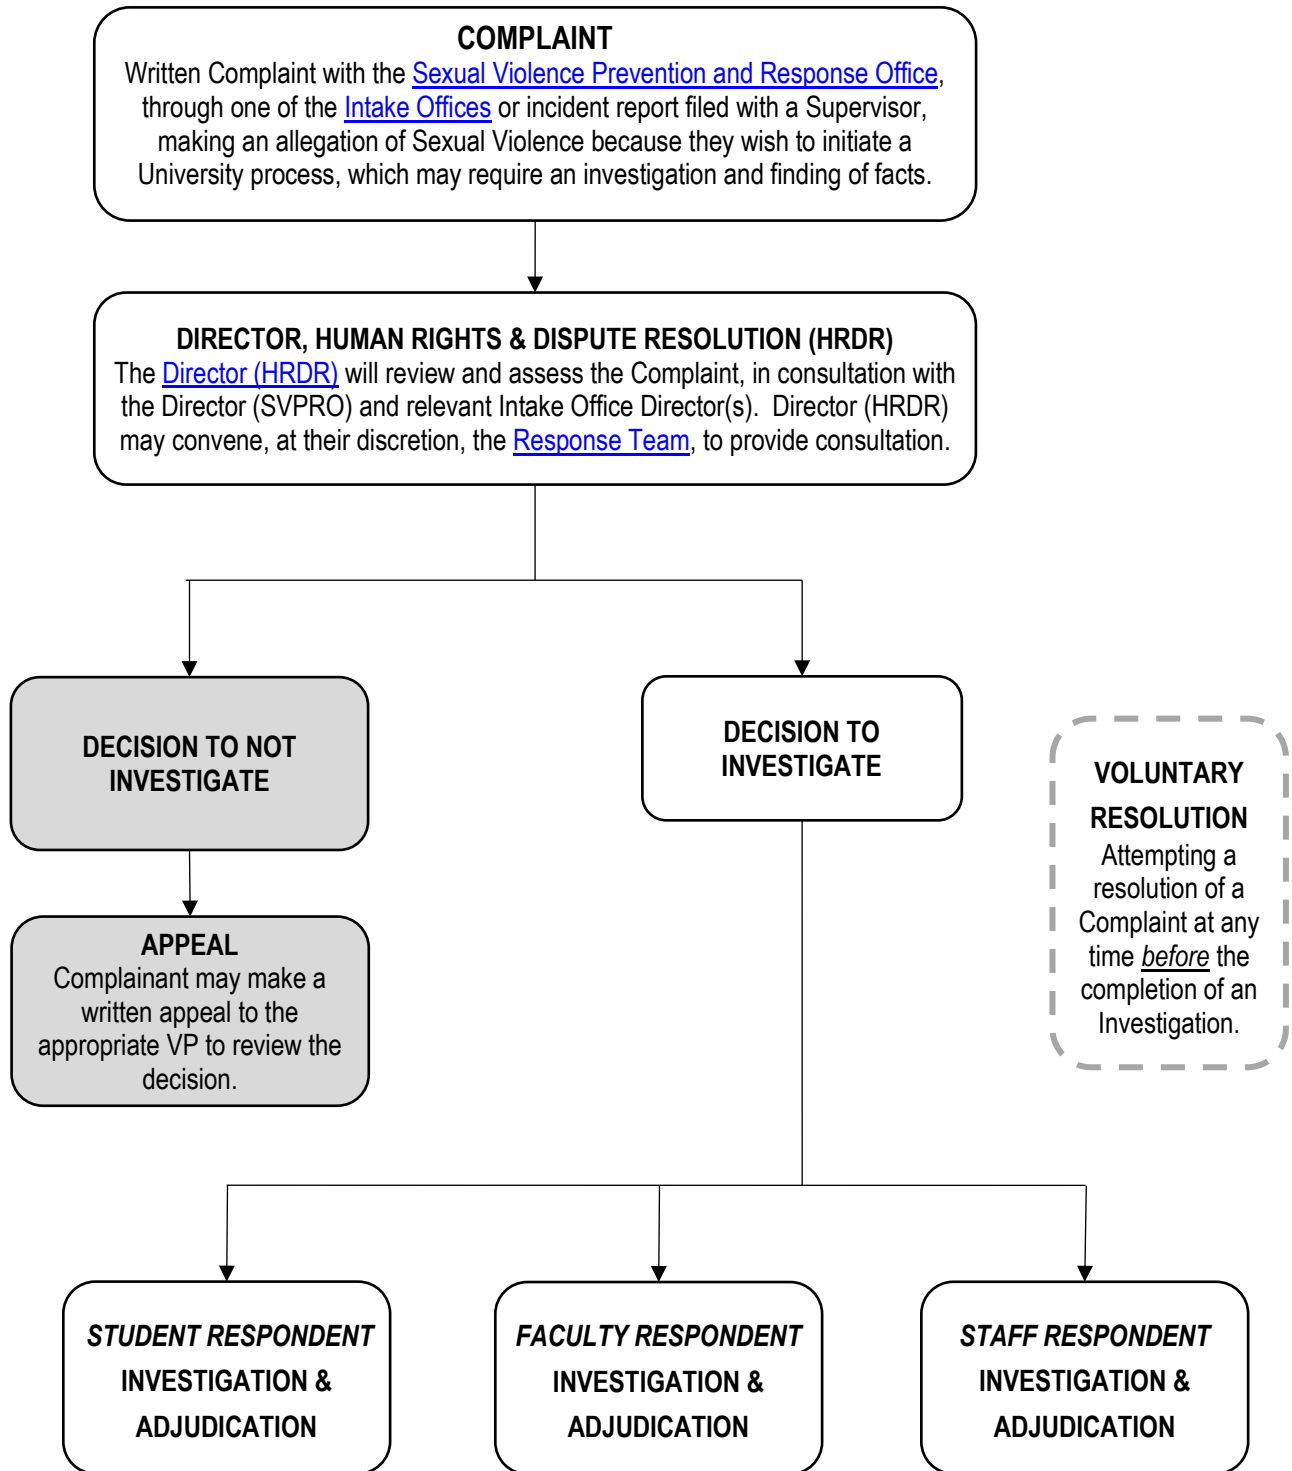 COMPLAINT
Written Complaint with the Sexual Violence Prevention and Response Office,
through one of the Intake Offices or incident report filed with a Supervisor,
making an allegation of Sexual Violence because they wish to initiate a
University process, which may require an investigation and finding of facts.
DIRECTOR, HUMAN RIGHTS & DISPUTE RESOLUTION (HRDR)
The Director (HRDR) will review and assess the Complaint, in consultation with
the Director (SVPRO) and relevant Intake Office Director(s). Director (HRDR)
may convene, at their discretion, the Response Team, to provide consultation.
DECISION TO NOT
INVESTIGATE
DECISION TO
INVESTIGATE
VOLUNTARY
RESOLUTION
Attempting a
resolution of a
Complaint at any
time before the
completion of an
Investigation.
APPEAL
Complainant may make a
written appeal to the
appropriate VP to review the
decision.
STUDENT RESPONDENT
INVESTIGATION &
ADJUDICATION
FACULTY RESPONDENT
INVESTIGATION &
ADJUDICATION
STAFF RESPONDENT
INVESTIGATION &
ADJUDICATION